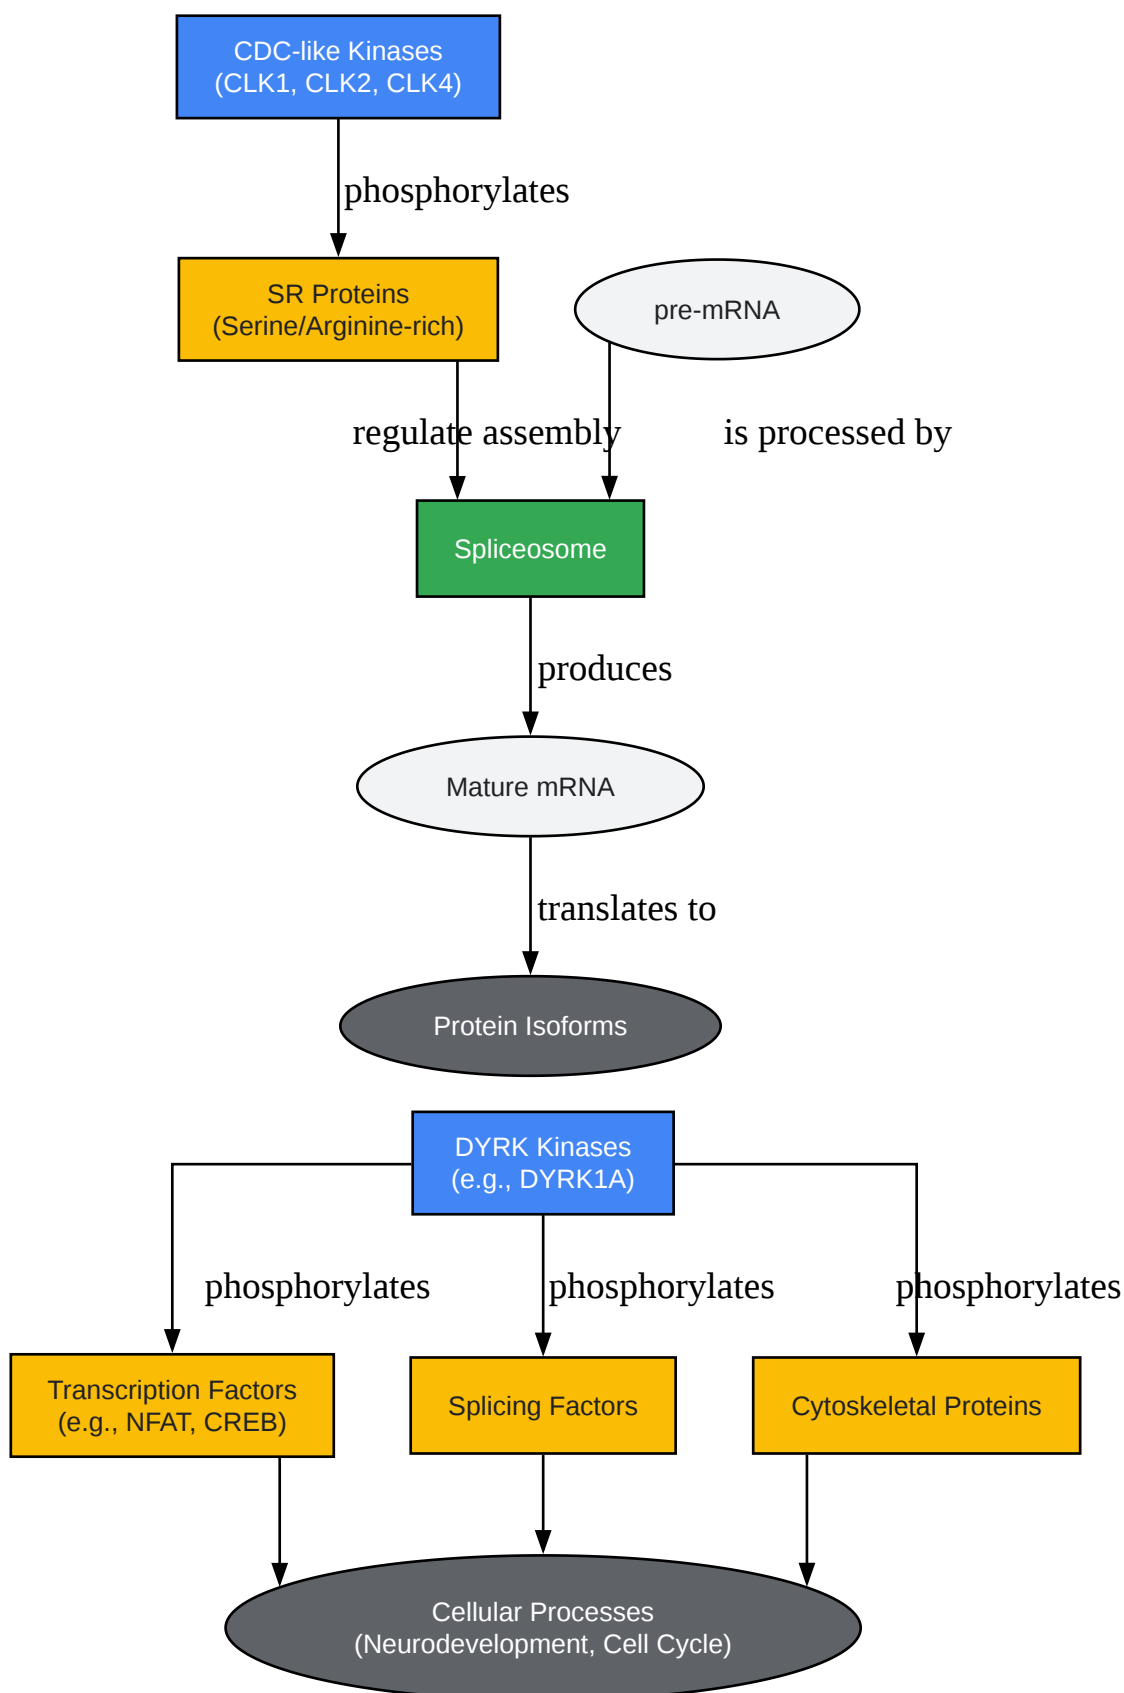 CDC-like Kinases
(CLK1, CLK2, CLK4)
phosphorylates
SR Proteins
(Serine/Arginine-rich)
pre-mRNA
regulate assembly
is processed by
Spliceosome
produces
Mature mRNA
translates to
Protein Isoforms
DYRK Kinases
(e.g., DYRK1A)
phosphorylates
phosphorylates
phosphorylates
Transcription Factors
(e.g., NFAT, CREB)
Splicing Factors
Cytoskeletal Proteins
Cellular Processes
(Neurodevelopment, Cell Cycle)